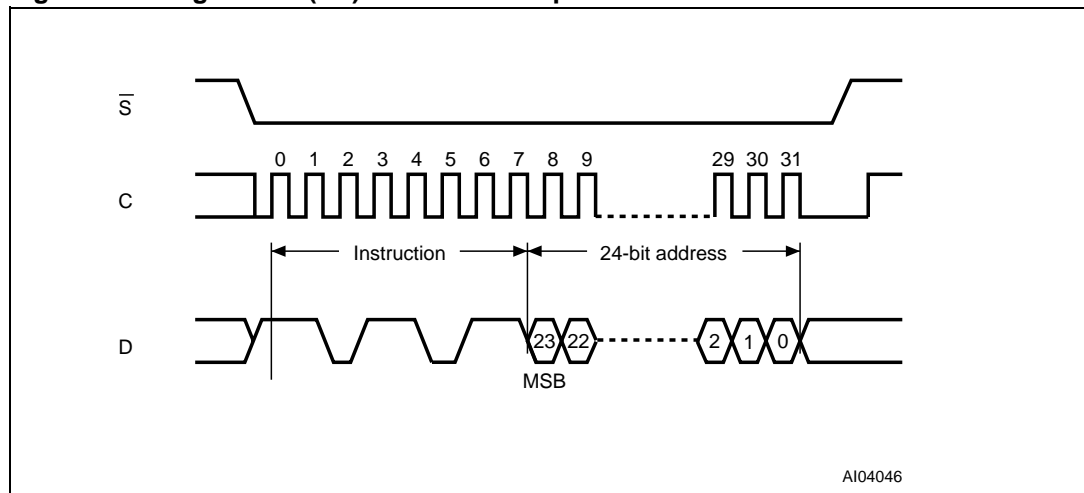 S
0 1 2 3 4 5 6 7 8 9 29 30 31
C
Instruction 24-bit address
D
23 22 2 1 0
MSB
AI04046